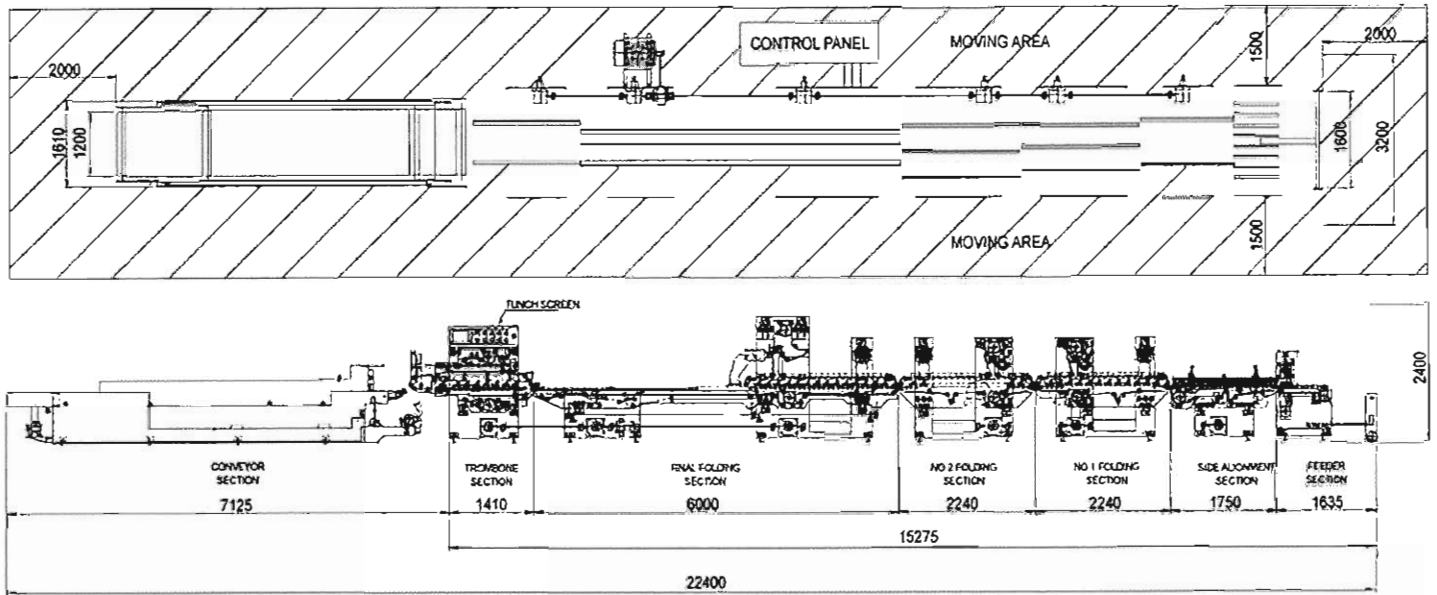 CONTROL PANEL
MOVING AREA
1500
2000
2000
1610
1200
1600
3200
MOVING AREA
1500
TUNCH SCREEN
2400
CONVEYOR
SECTION
TROMBONE
SECTION
FINAL FOLDING
SECTION
NO 2 FOLDING
SECTION
NO 1 FOLDING
SECTION
SIDE ALIGNMENT
SECTION
FEEDER
SECTION
7125
1410
6000
2240
2240
1750
1635
15275
22400